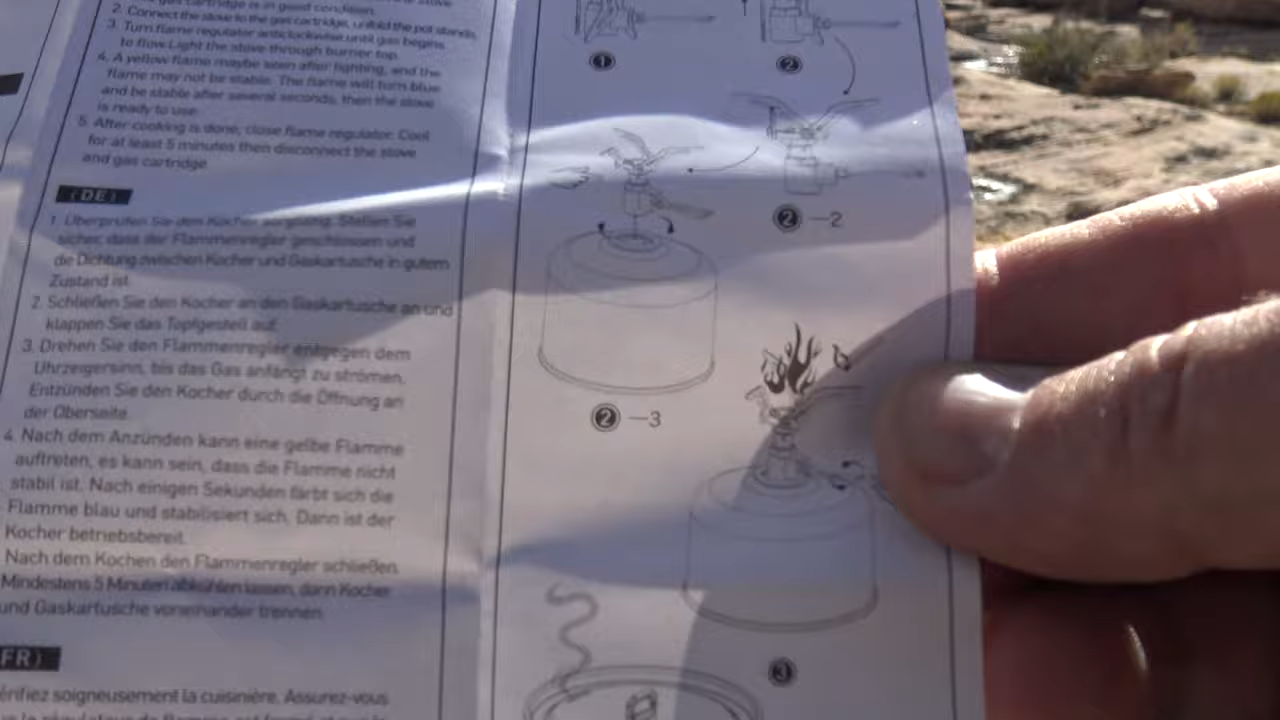 gas cartridge is in good condition.
2. Connect the stove to the gas cartridge, unfold the pot stands.
3. Turn flame regulator anticlockwise until gas begins
to flow. Light the stove through burner top.
4. A yellow flame maybe seen after lighting, and the
flame may not be stable. The flame will turn blue
and be stable after several seconds, then the stove
is ready to use.
5. After cooking is done, close flame regulator. Cool
for at least 5 minutes then disconnect the stove
and gas cartridge.
(DE)
1. Überprüfen Sie den Kocher sorgfältig. Stellen Sie
sicher, dass der Flammenregler geschlossen und
die Dichtung zwischen Kocher und Gaskartusche in gutem
Zustand ist.
2. Schließen Sie den Kocher an den Gaskartusche an und
klappen Sie das Topfgestell auf.
3. Drehen Sie den Flammenregler entgegen dem
Uhrzeigersinn, bis das Gas anfängt zu strömen.
Entzünden Sie den Kocher durch die Öffnung an
der Oberseite.
4. Nach dem Anzünden kann eine gelbe Flamme
auftreten, es kann sein, dass die Flamme nicht
stabil ist. Nach einigen Sekunden färbt sich die
Flamme blau und stabilisiert sich. Dann ist der
Kocher betriebsbereit.
Nach dem Kochen den Flammenregler schließen.
Mindestens 5 Minuten abkühlen lassen, dann Kocher
und Gaskartusche voneinander trennen.
FR)
érifiez soigneusement la cuisinière. Assurez-vous
1
2
2 —2
2 —3
3